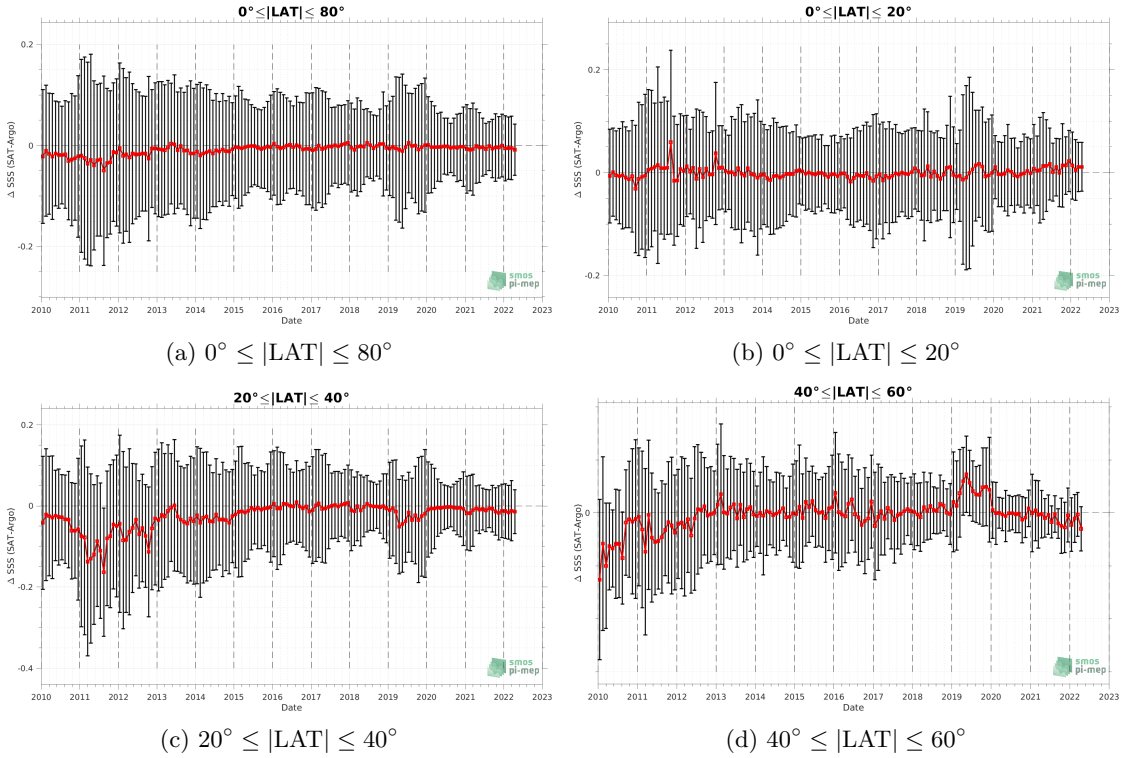 0°≤|LAT|≤ 80°
0.2
0
-0.2
Δ SSS (SAT-Argo)
2010 2011 2012 2013 2014 2015 2016 2017 2018 2019 2020 2021 2022 2023
Date
smos
pi-mep
(a) 0° ≤ |LAT| ≤ 80°
0°≤|LAT|≤ 20°
0.2
0
-0.2
Δ SSS (SAT-Argo)
2010 2011 2012 2013 2014 2015 2016 2017 2018 2019 2020 2021 2022 2023
Date
smos
pi-mep
(b) 0° ≤ |LAT| ≤ 20°
20°≤|LAT|≤ 40°
0.2
0
-0.2
-0.4
Δ SSS (SAT-Argo)
2010 2011 2012 2013 2014 2015 2016 2017 2018 2019 2020 2021 2022 2023
Date
smos
pi-mep
(c) 20° ≤ |LAT| ≤ 40°
40°≤|LAT|≤ 60°
0
Δ SSS (SAT-Argo)
2010 2011 2012 2013 2014 2015 2016 2017 2018 2019 2020 2021 2022 2023
Date
smos
pi-mep
(d) 40° ≤ |LAT| ≤ 60°